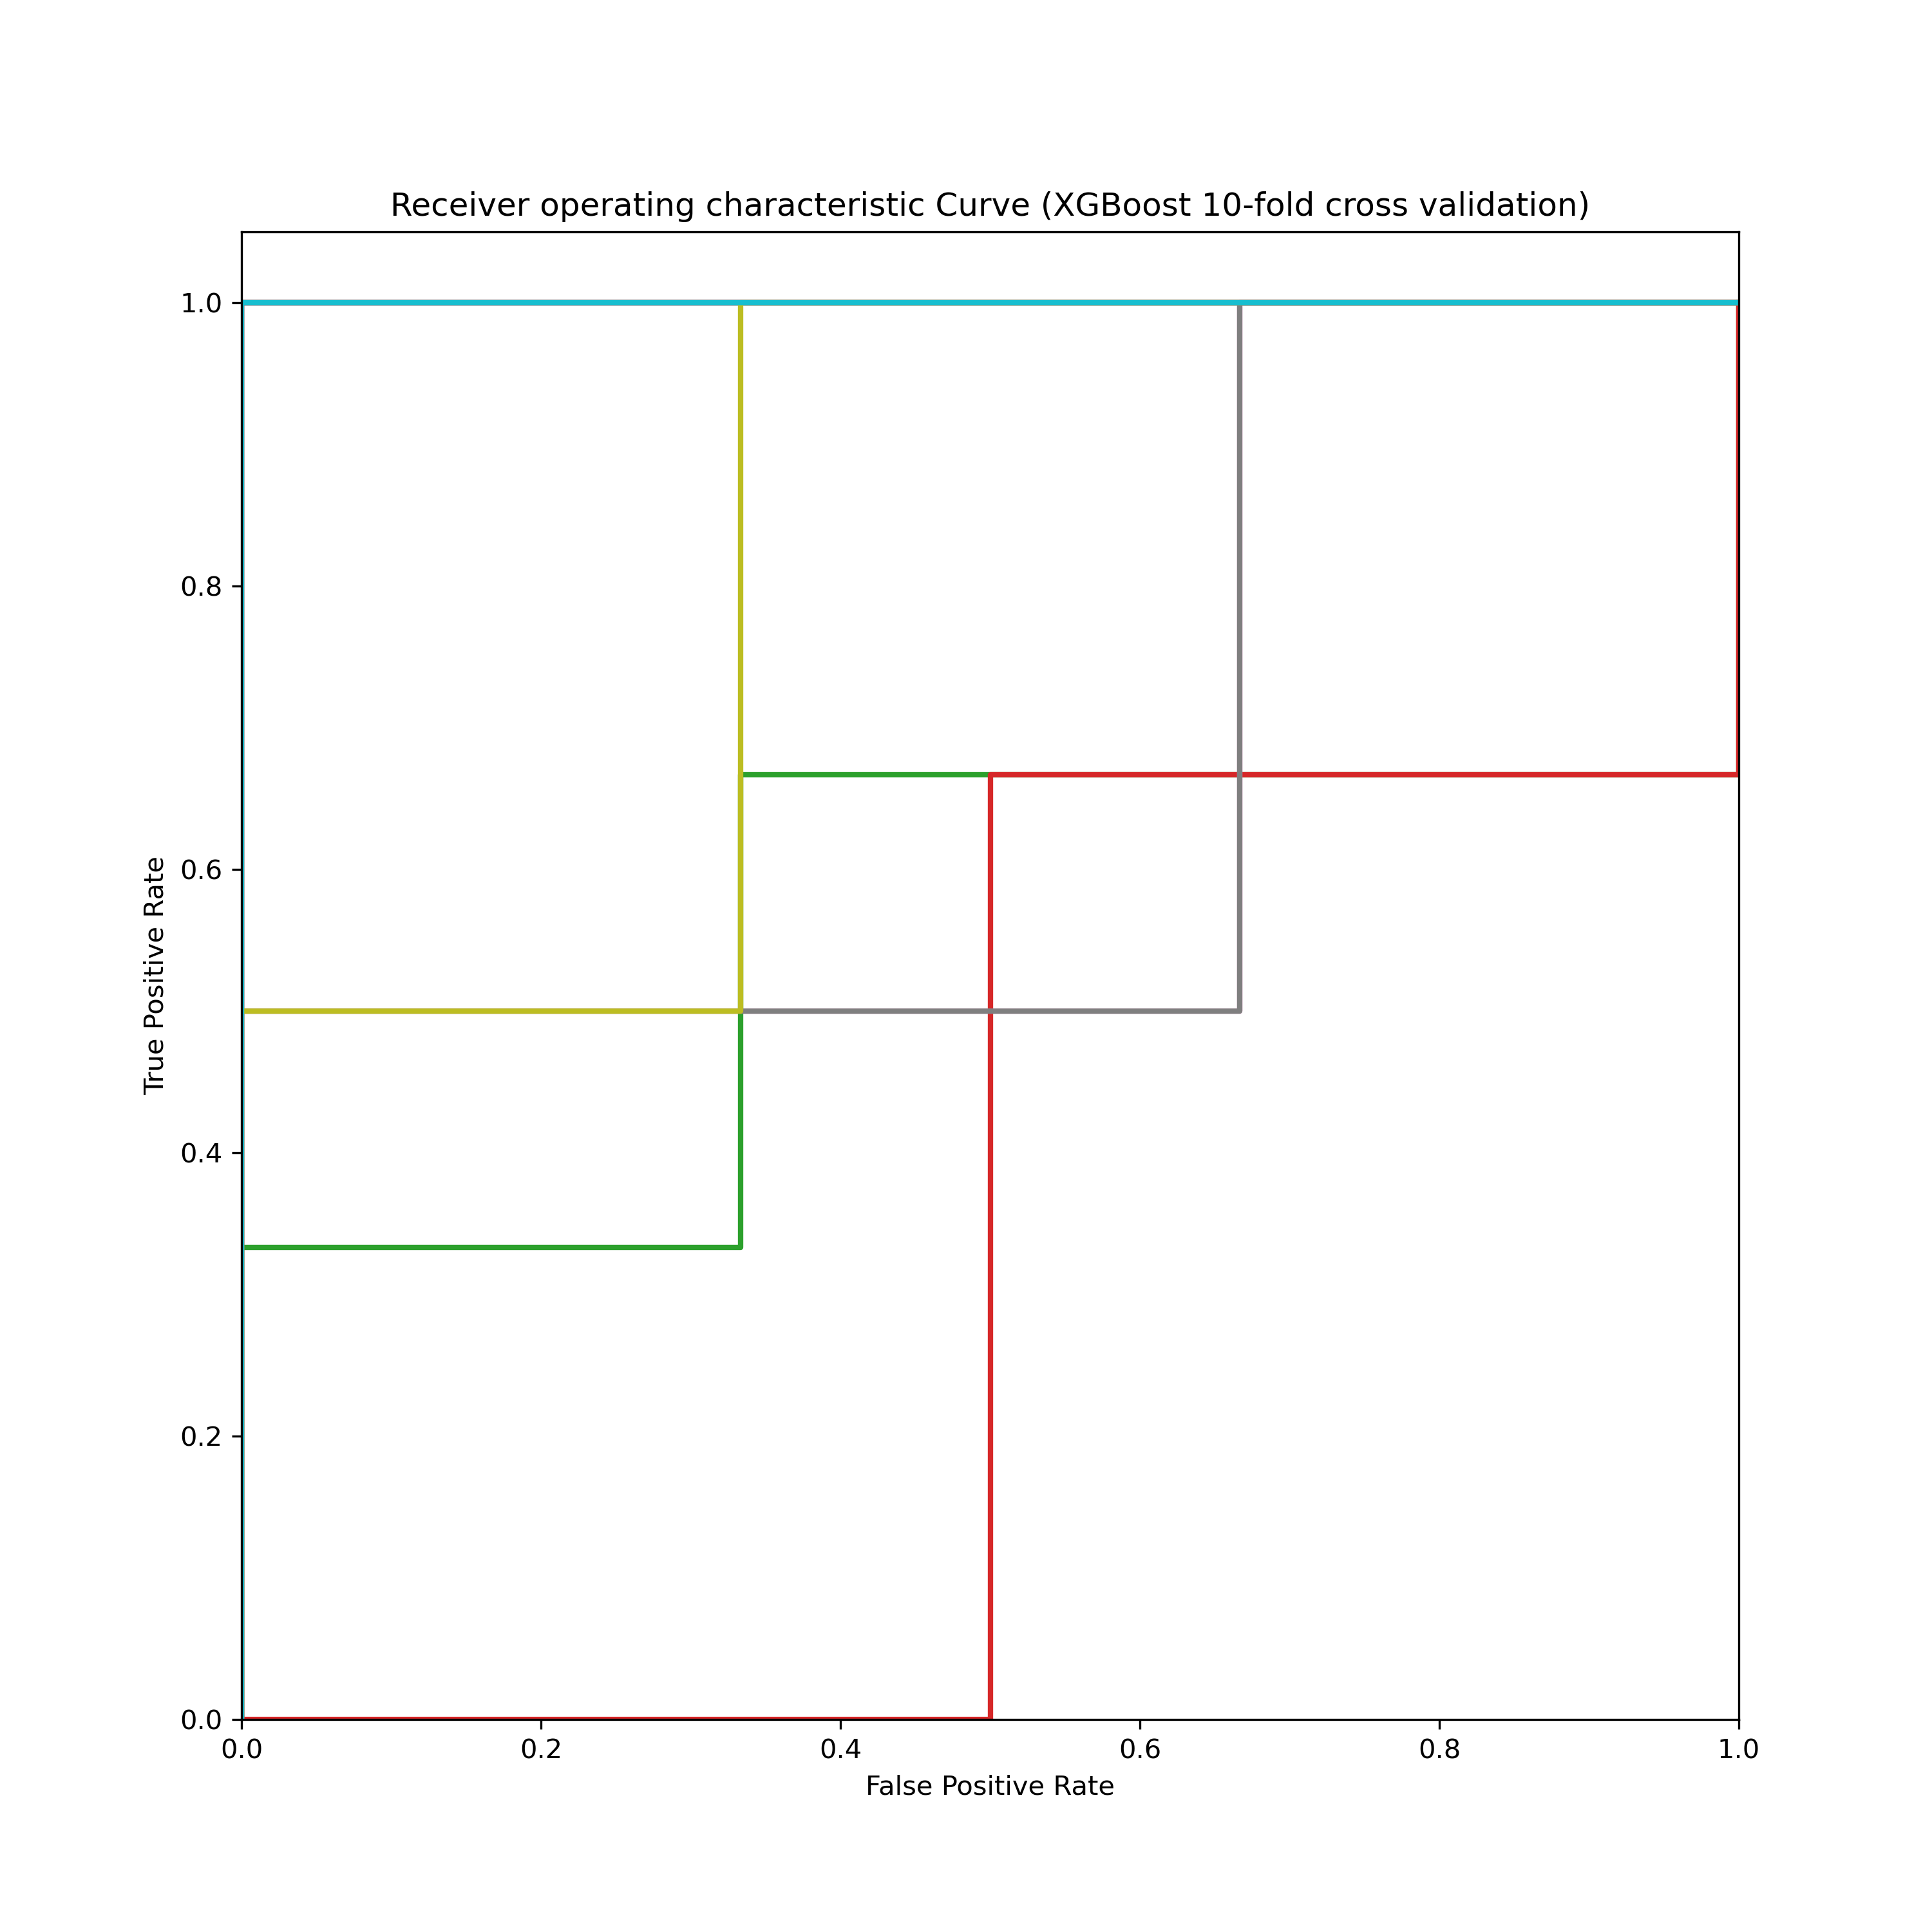 Receiver operating characteristic Curve (XGBoost 10-fold cross validation)
1.0
0.8
0.6
0.4
0.2
0.0
True Positive Rate
0.0 0.2 0.4 0.6 0.8 1.0
False Positive Rate